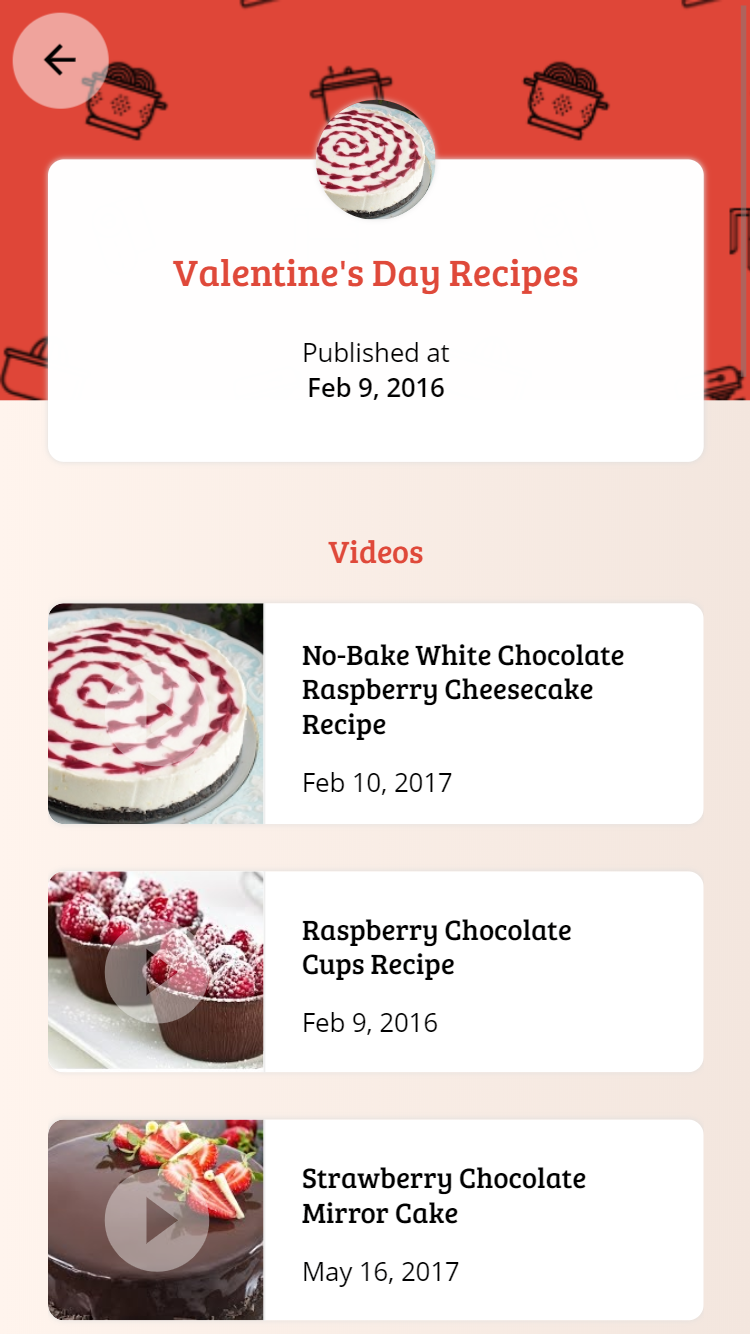 Valentine's Day Recipes
Published at
Feb 9, 2016
Videos
No-Bake White Chocolate
Raspberry Cheesecake
Recipe
Feb 10, 2017
Raspberry Chocolate
Cups Recipe
Feb 9, 2016
Strawberry Chocolate
Mirror Cake
May 16, 2017